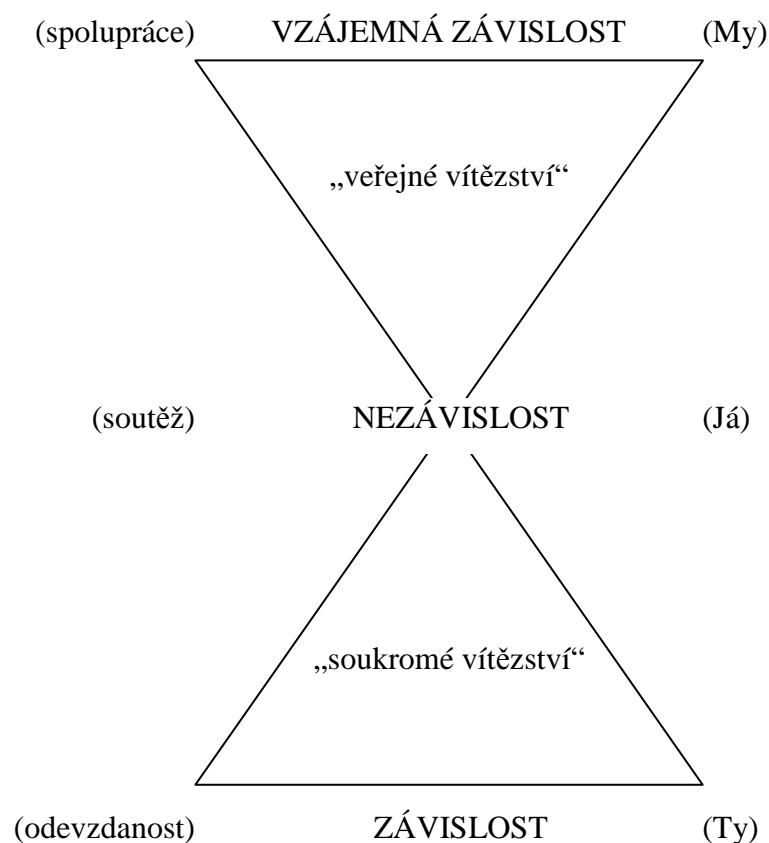 (spolupráce) VZÁJEMNÁ ZÁVISLOST (My)
„veřejné vítězství“
(soutěž) NEZÁVISLOST (Já)
„soukromé vítězství“
(odevzdanost) ZÁVISLOST (Ty)